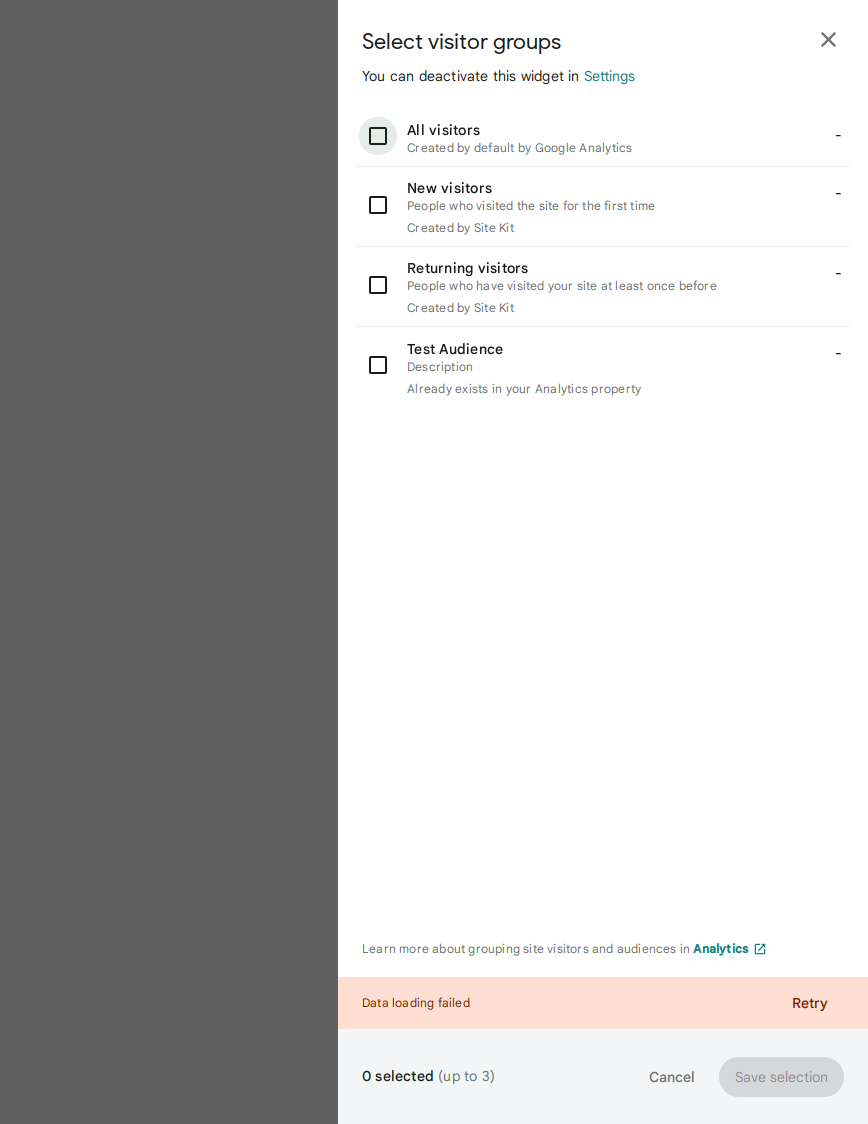 Select visitor groups
You can deactivate this widget in Settings
All visitors
Created by default by Google Analytics
-
New visitors
People who visited the site for the first time
Created by Site Kit
-
Returning visitors
People who have visited your site at least once before
Created by Site Kit
-
Test Audience
Description
Already exists in your Analytics property
-
Learn more about grouping site visitors and audiences in Analytics
Data loading failed
Retry
0 selected (up to 3)
Cancel
Save selection